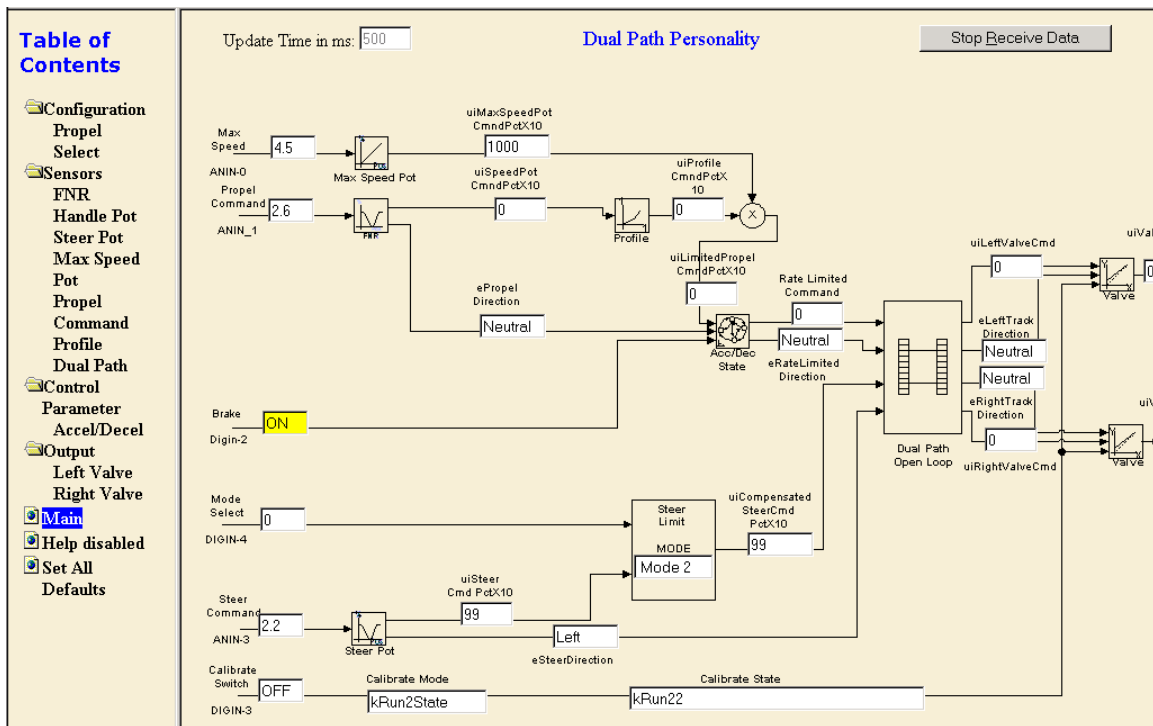 Table of
Contents
Configuration
Propel
Select
Sensors
FNR
Handle Pot
Steer Pot
Max Speed
Pot
Propel
Command
Profile
Dual Path
Control
Parameter
Accel/Decel
Output
Left Valve
Right Valve
Main
Help disabled
Set All
Defaults
Update Time in ms: 500
Dual Path Personality
Stop Receive Data
Max
Speed
4.5
ANIN-0
Max Speed Pot
uiMaxSpeedPot
CmndPctX10
1000
Propel
Command
2.6
ANIN_1
FNR
uiSpeedPot
CmndPctX10
0
Profile
uiProfile
CmndPctX
10
0
X
uiLimitedPropel
CmndPctX10
0
ePropel
Direction
Neutral
Acc/Dec
State
Rate Limited
Command
0
Neutral
eRateLimited
Direction
Brake
ON
Digin-2
Dual Path
Open Loop
uiLeftValveCmd
0
eLeftTrack
Direction
Neutral
Neutral
eRightTrack
Direction
0
uiRightValveCmd
uiVa
0
Y
X
Valve
uiV
Y
X
Valve
Mode
Select
0
DIGIN-4
Steer
Limit
MODE
Mode 2
uiCompensated
SteerCmd
PctX10
99
Steer
Command
2.2
ANIN-3
Steer Pot
uiSteer
Cmd PctX10
99
Left
eSteerDirection
Calibrate
Switch
OFF
DIGIN-3
Calibrate Mode
kRun2State
Calibrate State
kRun22